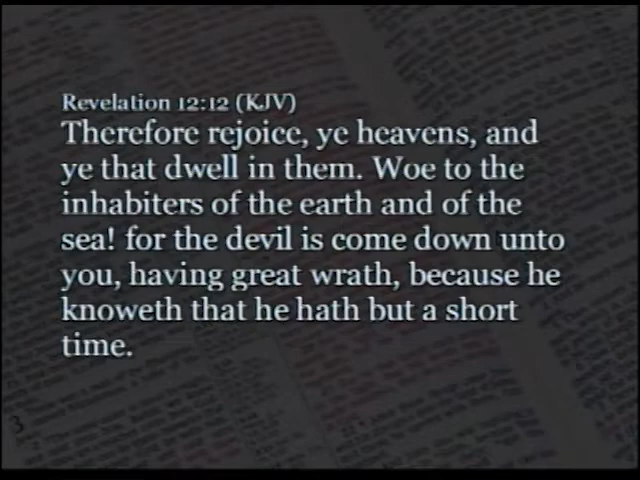 Revelation 12:12 (KJV)
Therefore rejoice, ye heavens, and
ye that dwell in them. Woe to the
inhabiters of the earth and of the
sea! for the devil is come down unto
you, having great wrath, because he
knoweth that he hath but a short
time.
3